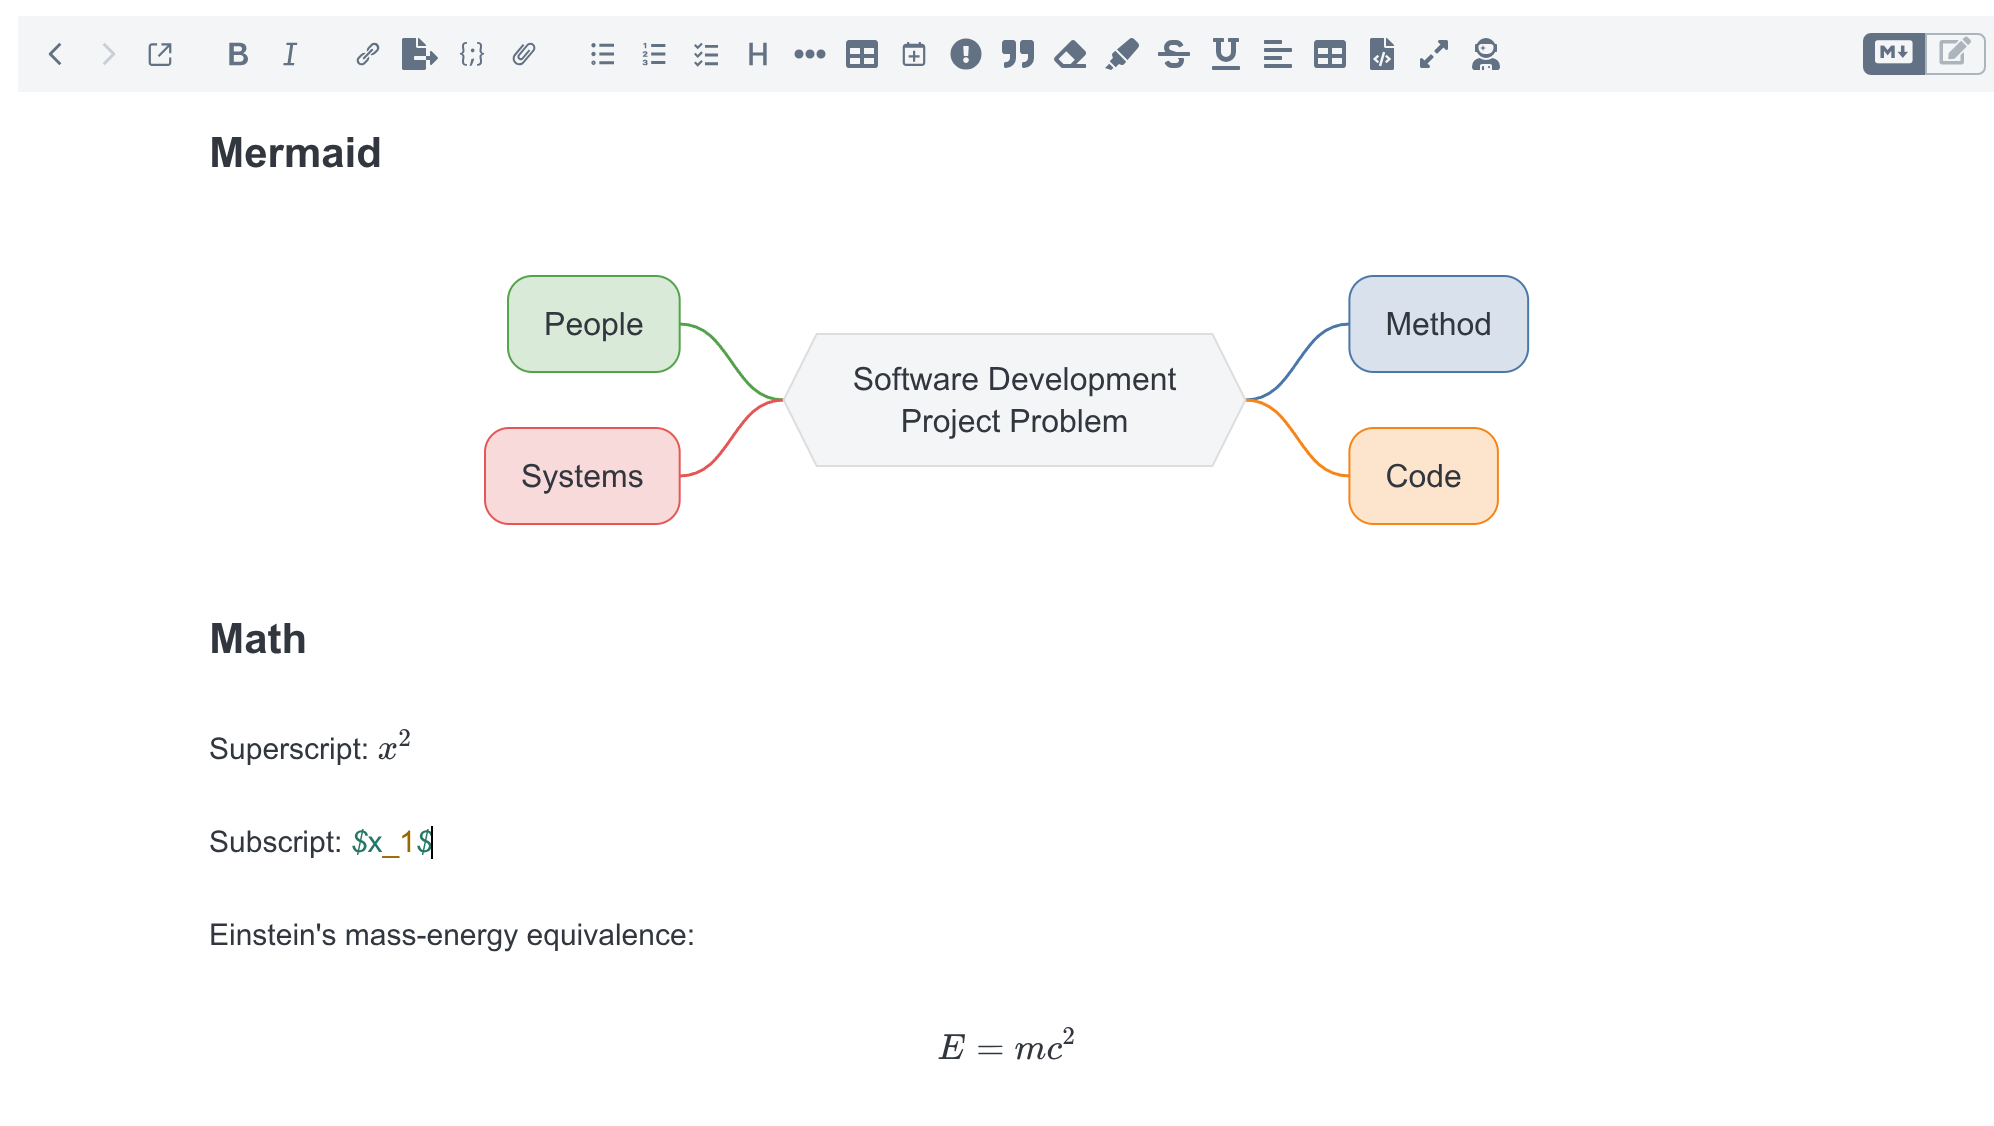 B I H S U M↓
Mermaid
People
Method
Software Development
Project Problem
Systems
Code
Math
Superscript: x²
Subscript: $x_1$
Einstein's mass-energy equivalence:
E = mc²